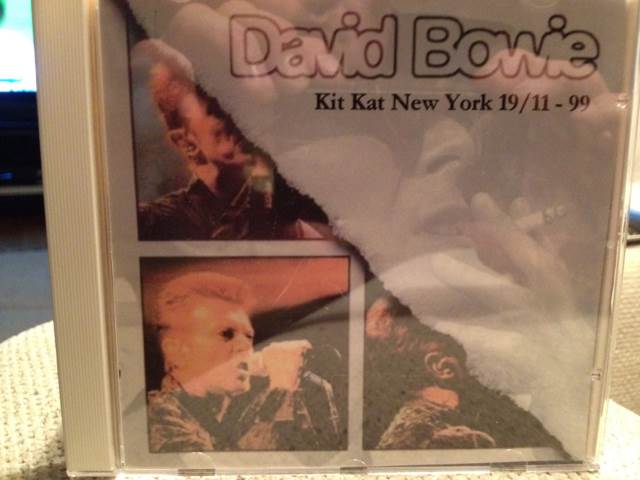 David Bowie
Kit Kat New York 19/11 - 99